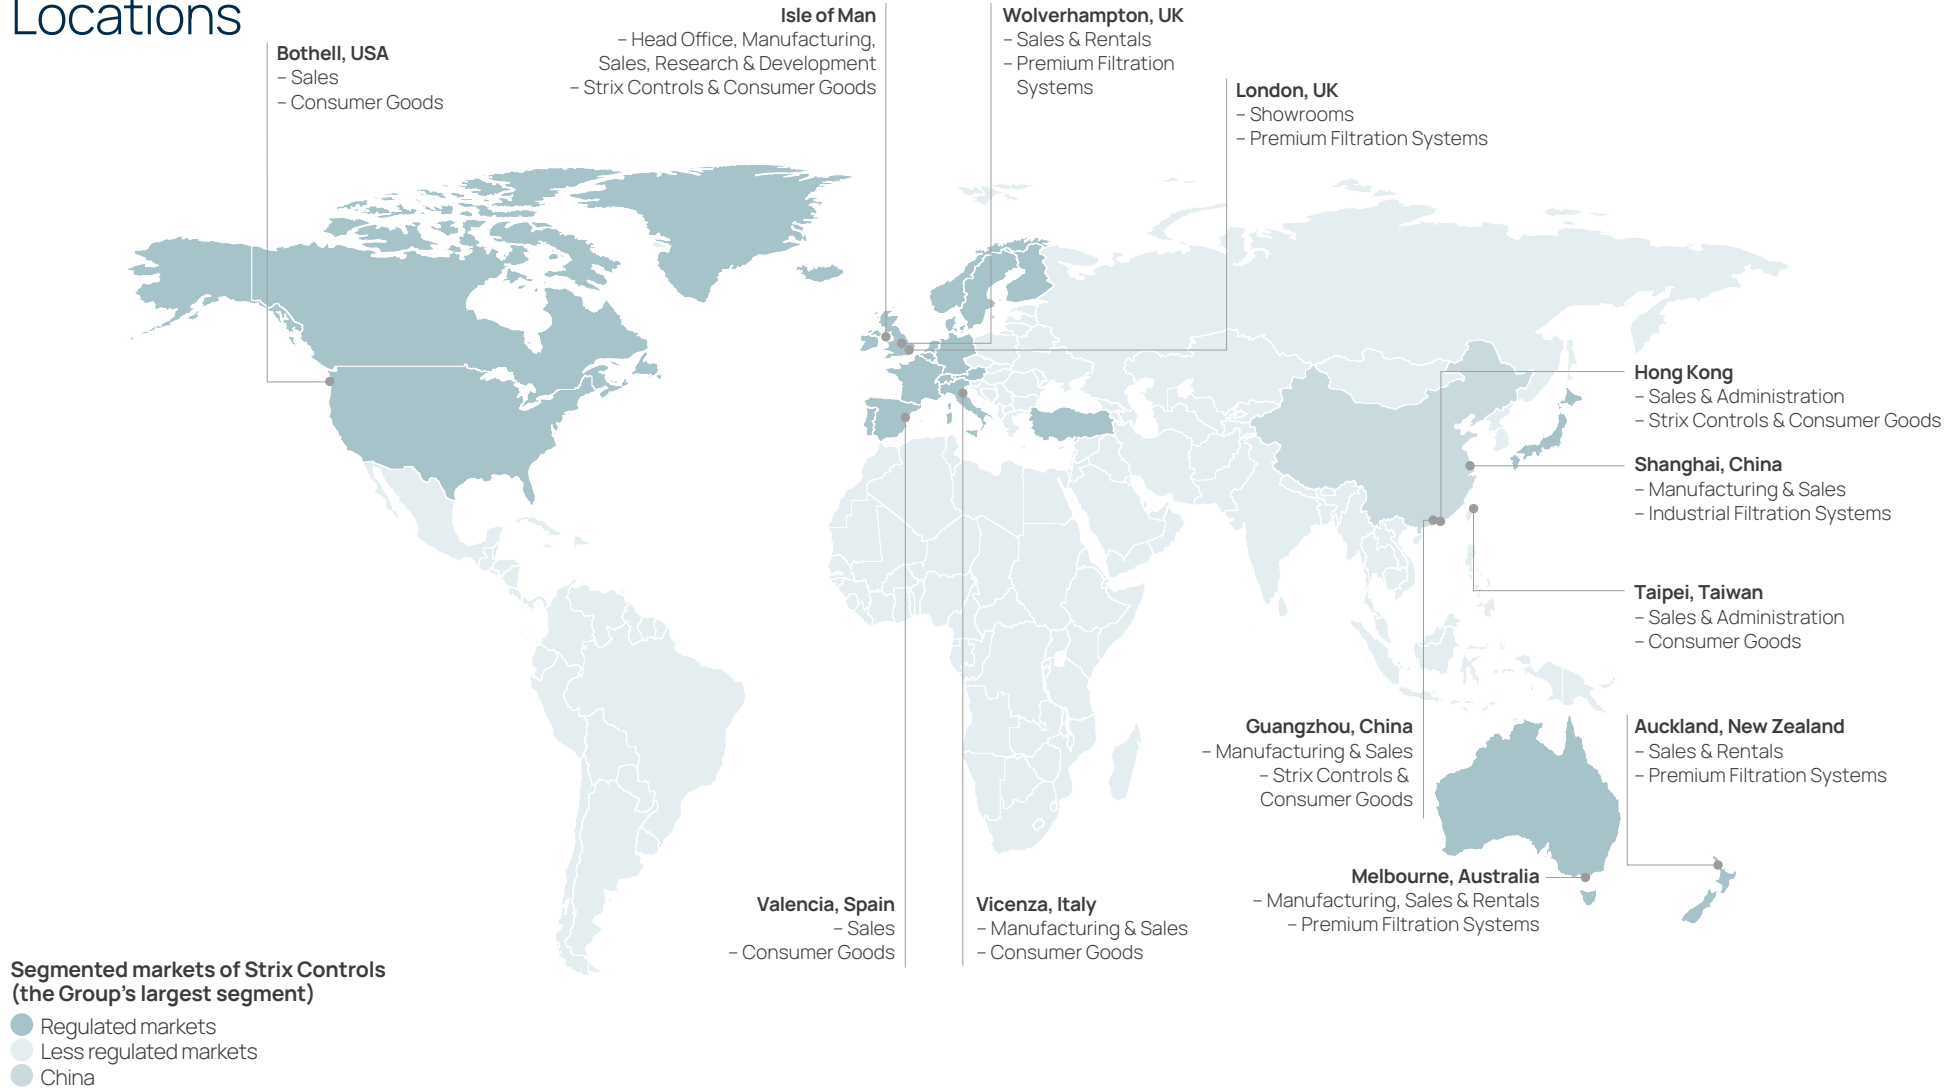 Locations
Bothell, USA
– Sales
– Consumer Goods
Isle of Man
– Head Office, Manufacturing,
Sales, Research & Development
– Strix Controls & Consumer Goods
Wolverhampton, UK
– Sales & Rentals
– Premium Filtration
Systems
London, UK
– Showrooms
– Premium Filtration Systems
Hong Kong
– Sales & Administration
– Strix Controls & Consumer Goods
Shanghai, China
– Manufacturing & Sales
– Industrial Filtration Systems
Taipei, Taiwan
– Sales & Administration
– Consumer Goods
Guangzhou, China
– Manufacturing & Sales
– Strix Controls &
Consumer Goods
Auckland, New Zealand
– Sales & Rentals
– Premium Filtration Systems
Melbourne, Australia
– Manufacturing, Sales & Rentals
– Premium Filtration Systems
Valencia, Spain
– Sales
– Consumer Goods
Vicenza, Italy
– Manufacturing & Sales
– Consumer Goods
Segmented markets of Strix Controls
(the Group’s largest segment)
Regulated markets
Less regulated markets
China